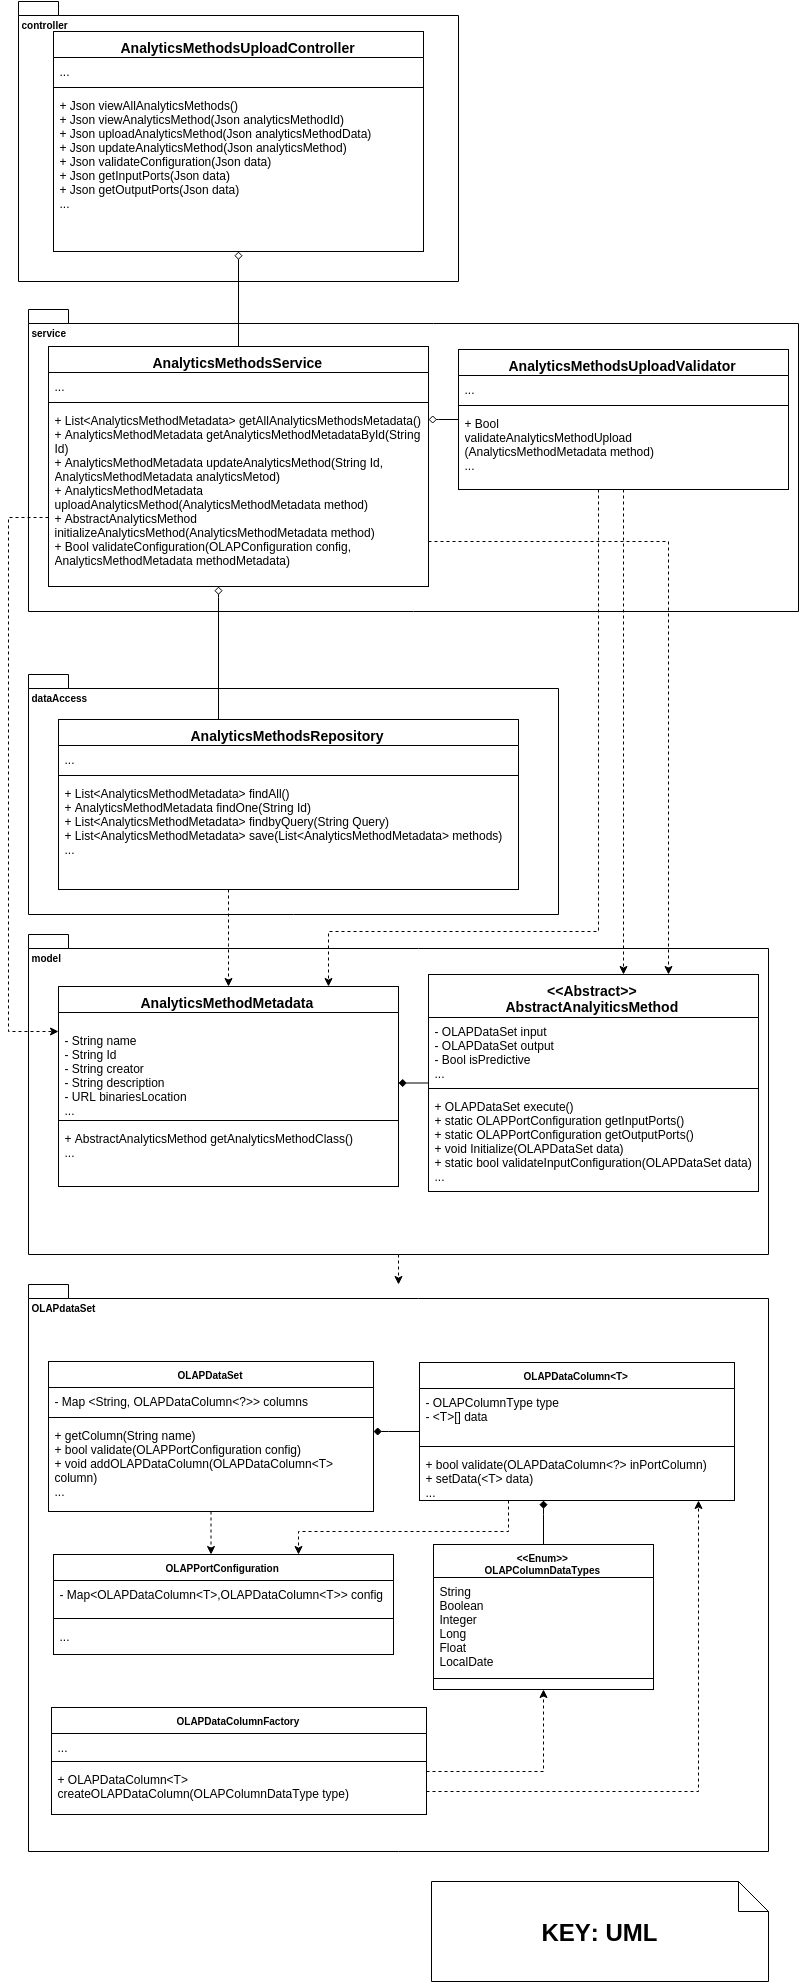 controller
AnalyticsMethodsUploadController
...
+ Json viewAllAnalyticsMethods()
+ Json viewAnalyticsMethod(Json analyticsMethodId)
+ Json uploadAnalyticsMethod(Json analyticsMethodData)
+ Json updateAnalyticsMethod(Json analyticsMethod)
+ Json validateConfiguration(Json data)
+ Json getInputPorts(Json data)
+ Json getOutputPorts(Json data)
...
service
AnalyticsMethodsService
...
+ List<AnalyticsMethodMetadata> getAllAnalyticsMethodsMetadata()
+ AnalyticsMethodMetadata getAnalyticsMethodMetadataById(String
Id)
+ AnalyticsMethodMetadata updateAnalyticsMethod(String Id,
AnalyticsMethodMetadata analyticsMetod)
+ AnalyticsMethodMetadata
uploadAnalyticsMethod(AnalyticsMethodMetadata method)
+ AbstractAnalyticsMethod
initializeAnalyticsMethod(AnalyticsMethodMetadata method)
+ Bool validateConfiguration(OLAPConfiguration config,
AnalyticsMethodMetadata methodMetadata)
AnalyticsMethodsUploadValidator
...
+ Bool
validateAnalyticsMethodUpload
(AnalyticsMethodMetadata method)
...
dataAccess
AnalyticsMethodsRepository
...
+ List<AnalyticsMethodMetadata> findAll()
+ AnalyticsMethodMetadata findOne(String Id)
+ List<AnalyticsMethodMetadata> findbyQuery(String Query)
+ List<AnalyticsMethodMetadata> save(List<AnalyticsMethodMetadata> methods)
...
model
AnalyticsMethodMetadata
- String name
- String Id
- String creator
- String description
- URL binariesLocation
...
+ AbstractAnalyticsMethod getAnalyticsMethodClass()
...
<<Abstract>>
AbstractAnalyiticsMethod
- OLAPDataSet input
- OLAPDataSet output
- Bool isPredictive
...
+ OLAPDataSet execute()
+ static OLAPPortConfiguration getInputPorts()
+ static OLAPPortConfiguration getOutputPorts()
+ void Initialize(OLAPDataSet data)
+ static bool validateInputConfiguration(OLAPDataSet data)
...
OLAPdataSet
OLAPDataSet
- Map <String, OLAPDataColumn<?>> columns
+ getColumn(String name)
+ bool validate(OLAPPortConfiguration config)
+ void addOLAPDataColumn(OLAPDataColumn<T>
column)
...
OLAPDataColumn<T>
- OLAPColumnType type
- <T>[] data
+ bool validate(OLAPDataColumn<?> inPortColumn)
+ setData(<T> data)
...
OLAPPortConfiguration
- Map<OLAPDataColumn<T>,OLAPDataColumn<T>> config
...
<<Enum>>
OLAPColumnDataTypes
String
Boolean
Integer
Long
Float
LocalDate
OLAPDataColumnFactory
...
+ OLAPDataColumn<T>
createOLAPDataColumn(OLAPColumnDataType type)
KEY: UML